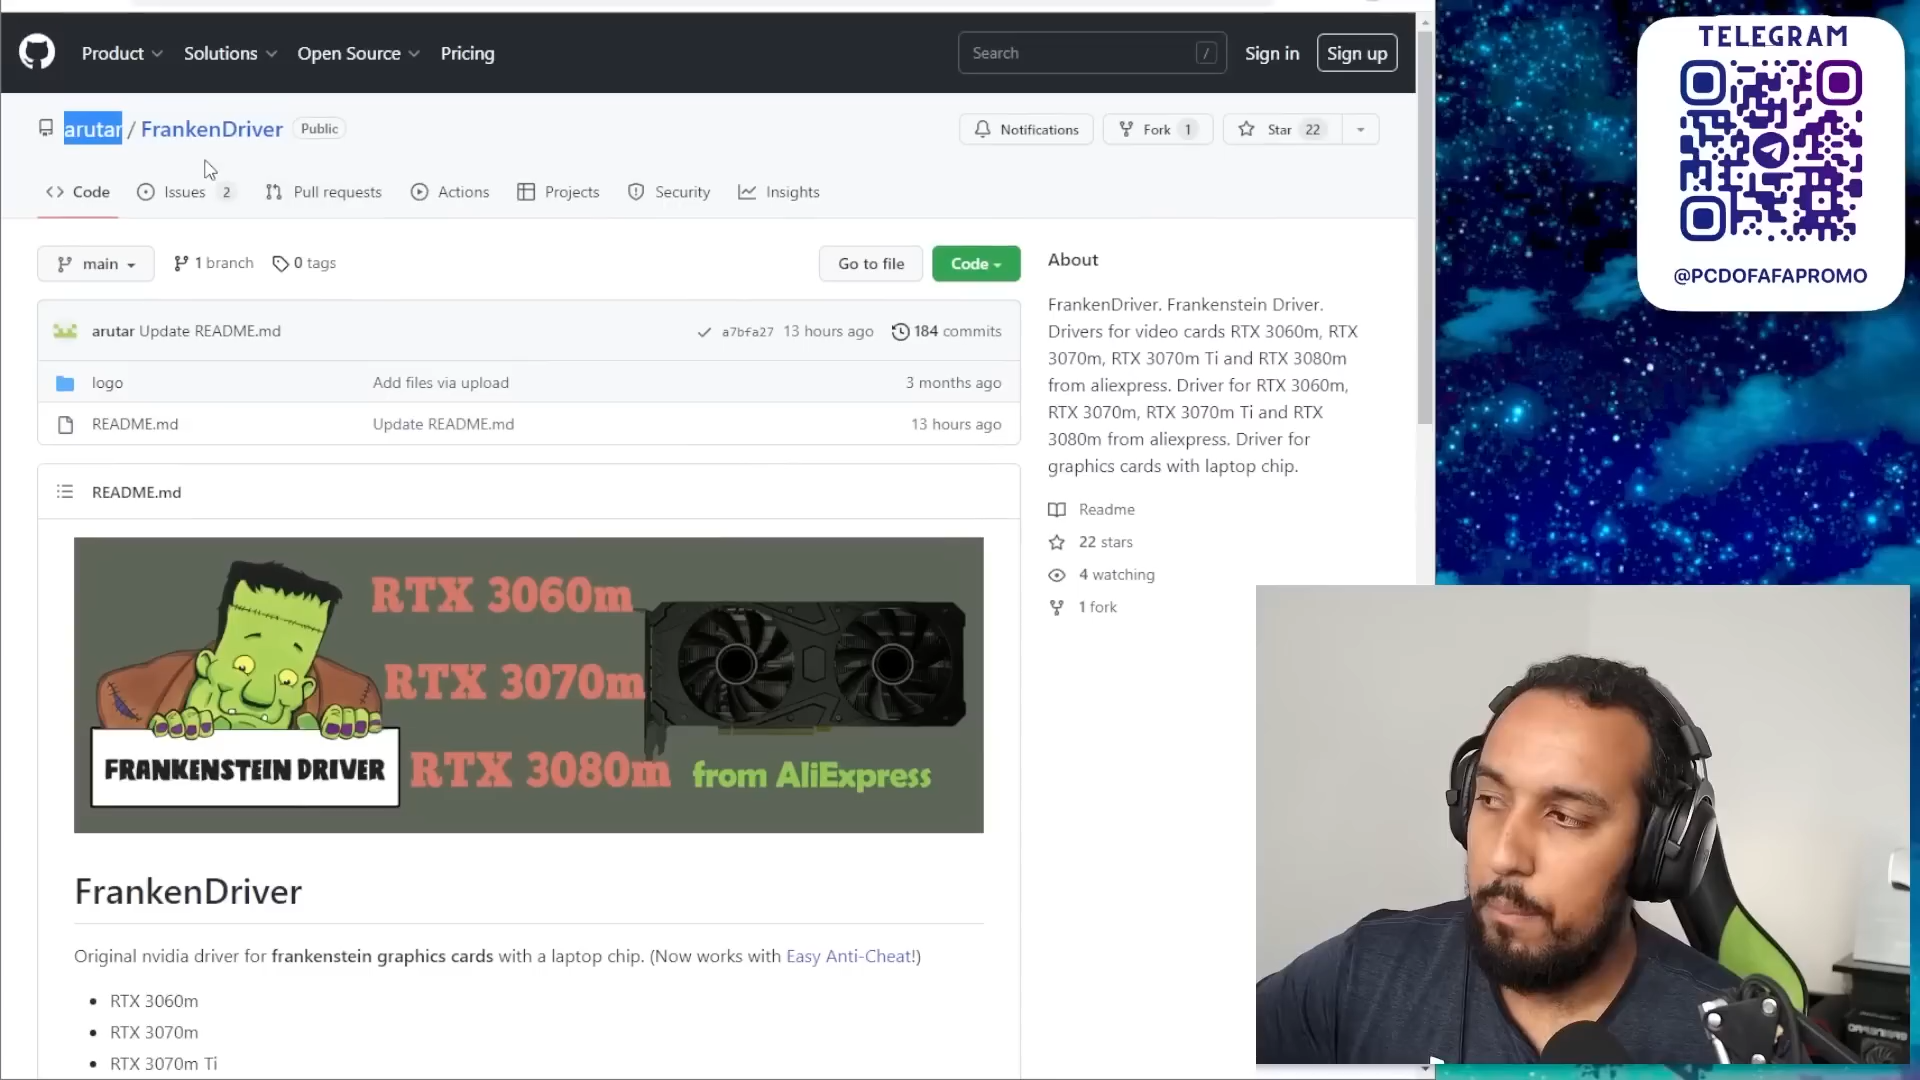 Product
Solutions
Open Source
Pricing
Search
/
Sign in
Sign up
TELEGRAM
@PCDOFAFAPROMO
arutar / FrankenDriver
Public
Notifications
Fork 1
Star 22
Code
Issues 2
Pull requests
Actions
Projects
Security
Insights
main
1 branch
0 tags
Go to file
Code
arutar Update README.md
a7bfa27 13 hours ago
184 commits
logo
Add files via upload
3 months ago
README.md
Update README.md
13 hours ago
README.md
RTX 3060m
RTX 3070m
RTX 3080m
from AliExpress
FRANKENSTEIN DRIVER
FrankenDriver
Original nvidia driver for frankenstein graphics cards with a laptop chip. (Now works with Easy Anti-Cheat!)
RTX 3060m
RTX 3070m
RTX 3070m Ti
About
FrankenDriver. Frankenstein Driver.
Drivers for video cards RTX 3060m, RTX
3070m, RTX 3070m Ti and RTX 3080m
from aliexpress. Driver for RTX 3060m,
RTX 3070m, RTX 3070m Ti and RTX
3080m from aliexpress. Driver for
graphics cards with laptop chip.
Readme
22 stars
4 watching
1 fork